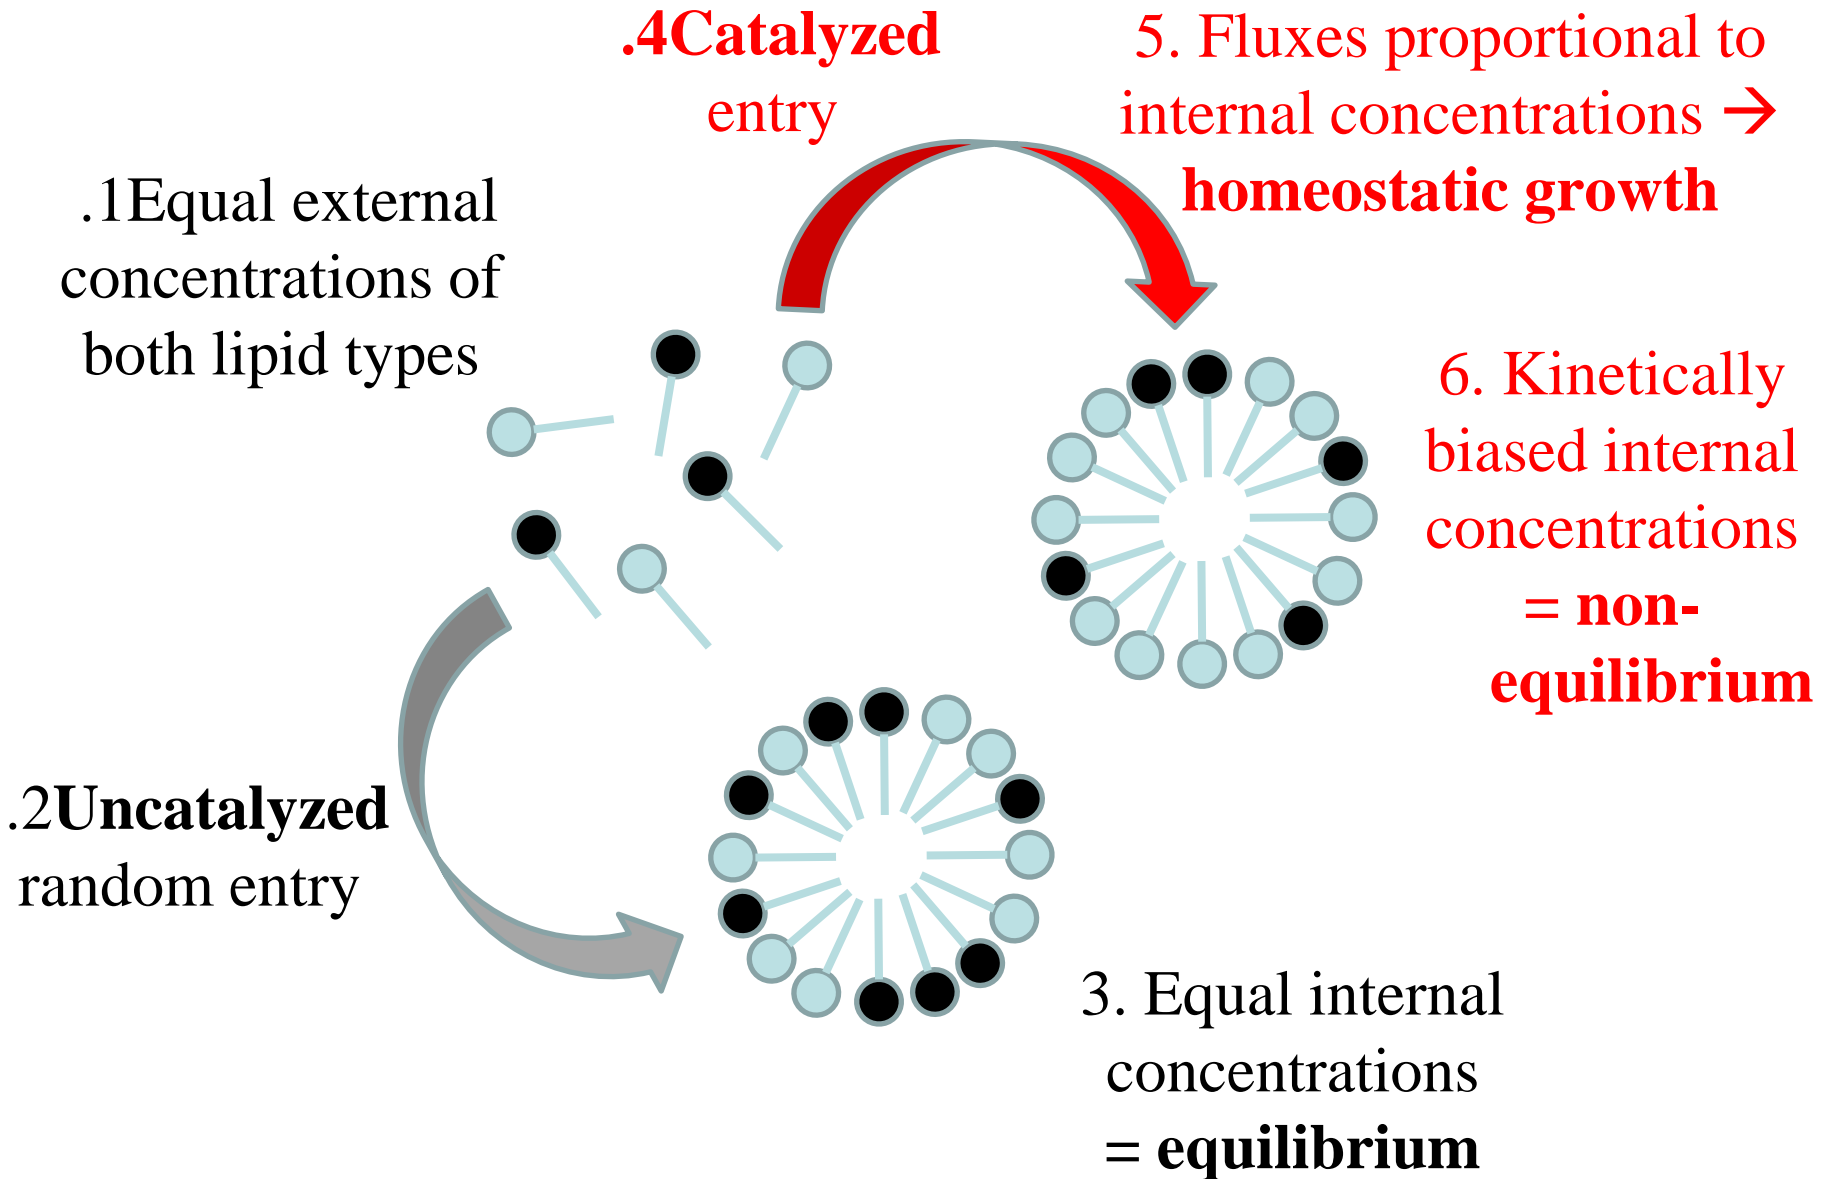 .1Equal external
concentrations of
both lipid types
.2Uncatalyzed
random entry
3. Equal internal
concentrations
= equilibrium
.4Catalyzed
entry
5. Fluxes proportional to
internal concentrations →
homeostatic growth
6. Kinetically
biased internal
concentrations
= non-
equilibrium